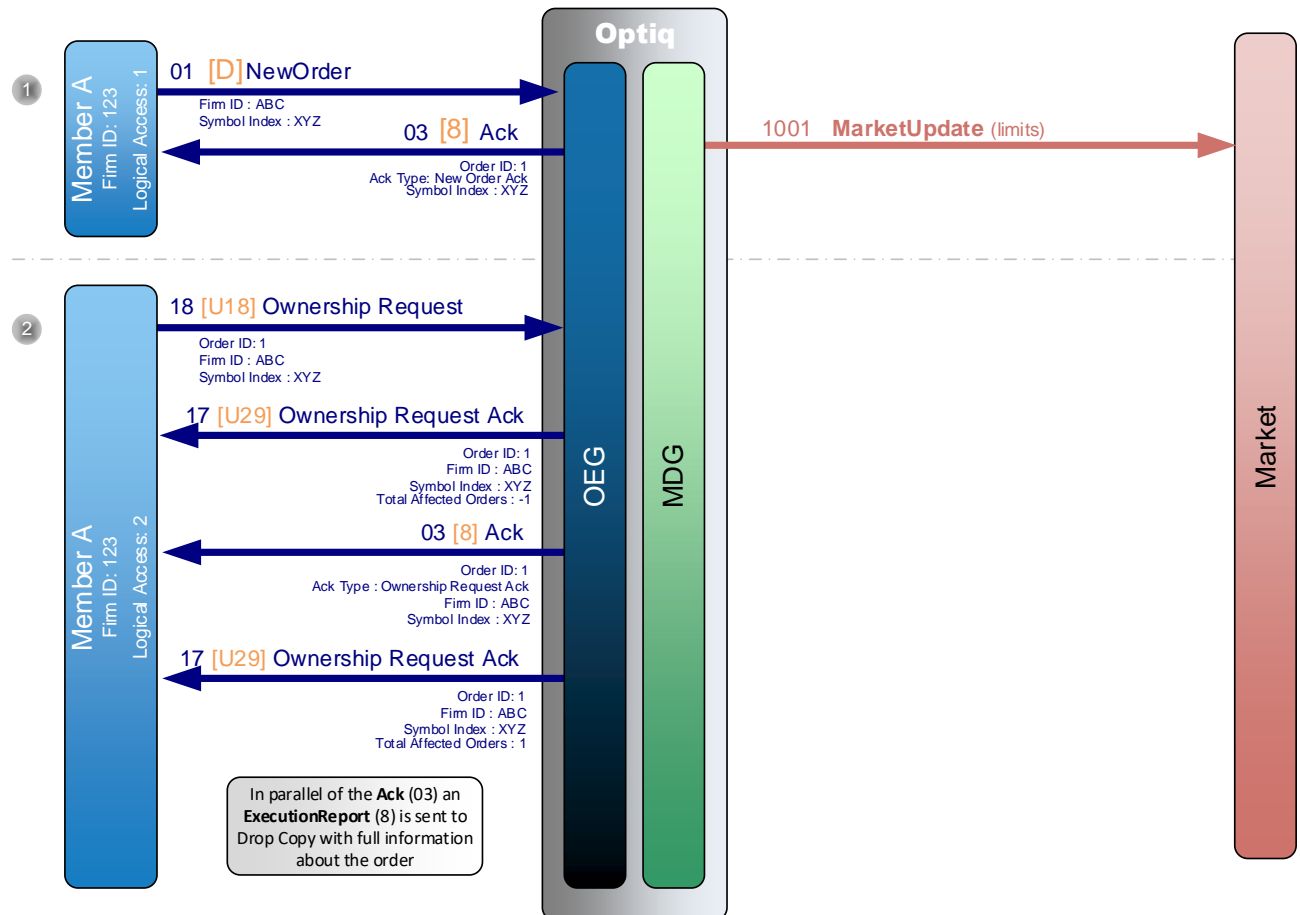 Optiq
1
Member A
Firm ID: 123
Logical Access: 1
01 [D] NewOrder
Firm ID : ABC
Symbol Index : XYZ
03 [8] Ack
Order ID: 1
Ack Type: New Order Ack
Symbol Index : XYZ
1001 MarketUpdate (limits)
2
Member A
Firm ID: 123
Logical Access: 2
18 [U18] Ownership Request
Order ID: 1
Firm ID : ABC
Symbol Index : XYZ
17 [U29] Ownership Request Ack
Order ID: 1
Firm ID : ABC
Symbol Index : XYZ
Total Affected Orders : -1
03 [8] Ack
Order ID: 1
Ack Type : Ownership Request Ack
Firm ID : ABC
Symbol Index : XYZ
17 [U29] Ownership Request Ack
Order ID: 1
Firm ID : ABC
Symbol Index : XYZ
Total Affected Orders : 1
OEG
MDG
Market
In parallel of the Ack (03) an
ExecutionReport (8) is sent to
Drop Copy with full information
about the order